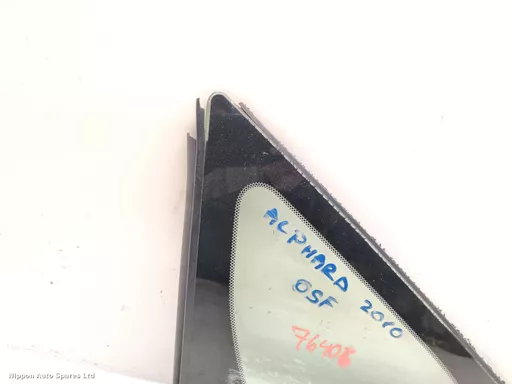 ALPHARD 2010
OSF
76408
Nippon Auto Spares Ltd